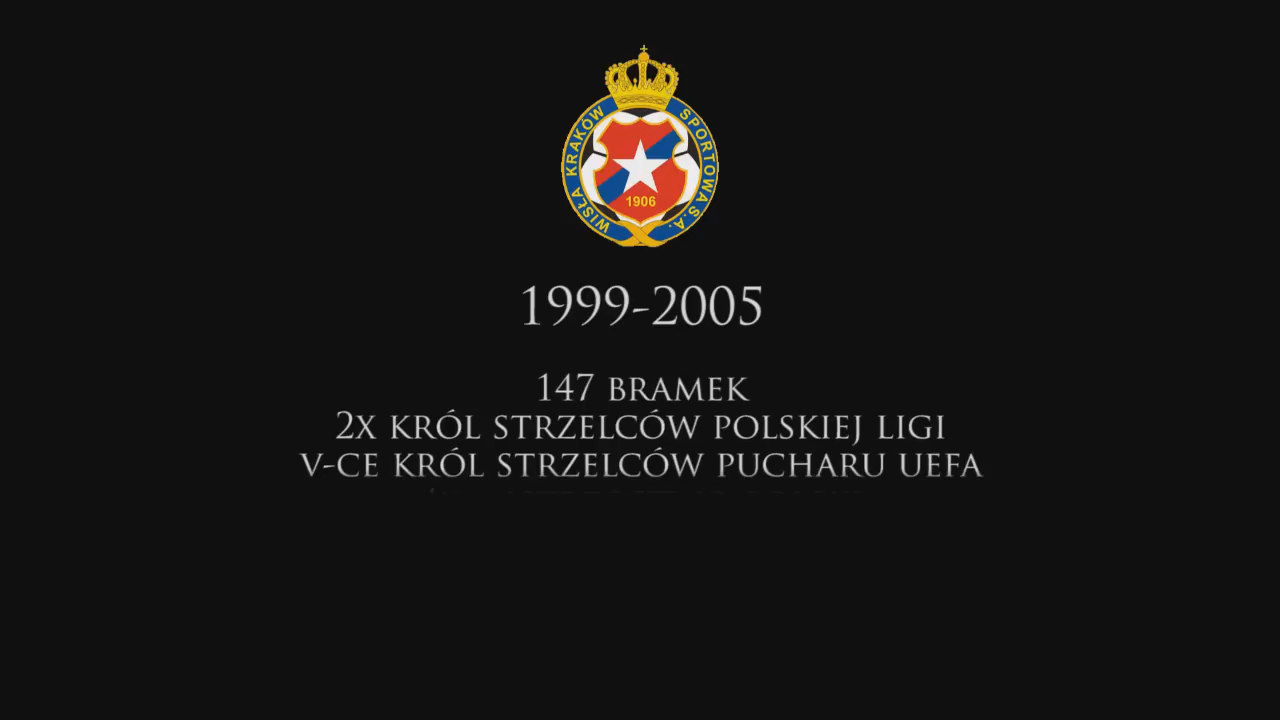 WISŁA KRAKÓW SPORTOWA S.A.
1906
1999-2005
147 BRAMEK
2X KRÓL STRZELCÓW POLSKIEJ LIGI
V-CE KRÓL STRZELCÓW PUCHARU UEFA